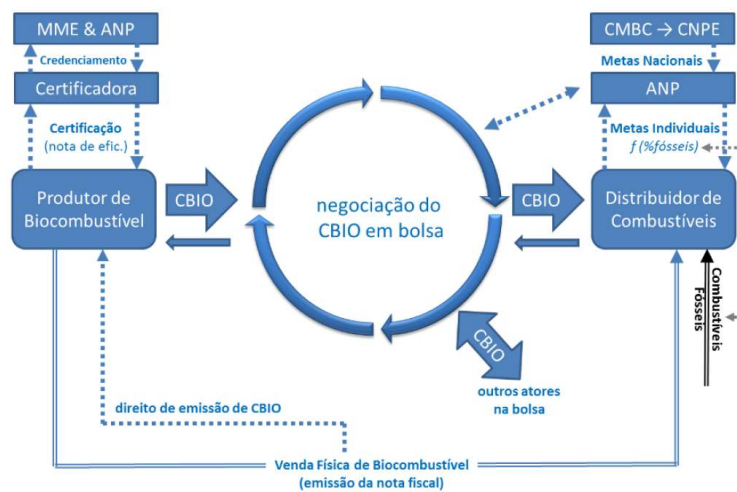 MME & ANP
Credenciamento
Certificadora
Certificação
(nota de efic.)
Produtor de
Biocombustível
CBIO
negociação do
CBIO em bolsa
CBIO
CMBC → CNPE
Metas Nacionais
ANP
Metas Individuais
f (%fósseis)
Distribuidor de
Combustíveis
Combustíveis
Fósseis
CBIO
outros atores
na bolsa
direito de emissão de CBIO
Venda Física de Biocombustível
(emissão da nota fiscal)